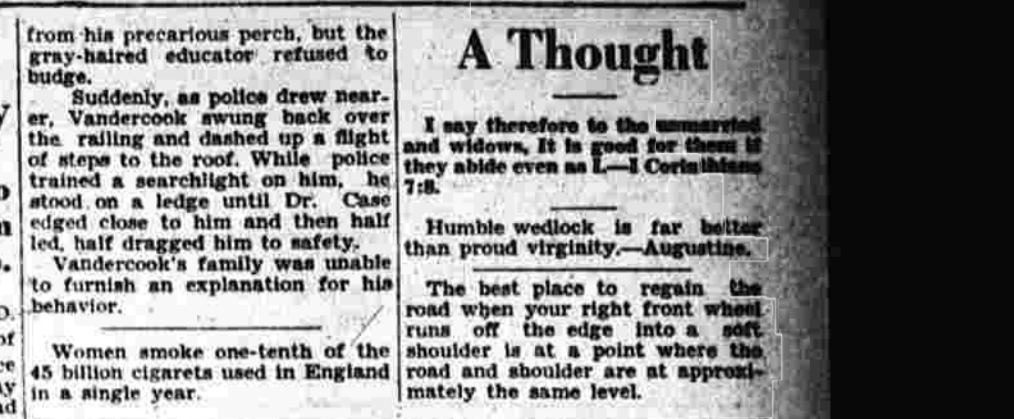 from his precarious perch, but the
gray-haired educator refused to
budge.
Suddenly, as police drew near-
er, Vandercook swung back over
the railing and dashed up a flight
of steps to the roof. While police
trained a searchlight on him, he
stood on a ledge until Dr. Case
edged close to him and then half
led, half dragged him to safety.
Vandercook's family was unable
to furnish an explanation for his
behavior.
Women smoke one-tenth of the
45 billion cigarets used in England
in a single year.
A Thought
I say therefore to the unmarried
and widows, It is good for them if
they abide even as I.—I Corinthians
7:8.
Humble wedlock is far better
than proud virginity.—Augustine.
The best place to regain the
road when your right front wheel
runs off the edge into a soft
shoulder is at a point where the
road and shoulder are at approxi-
mately the same level.